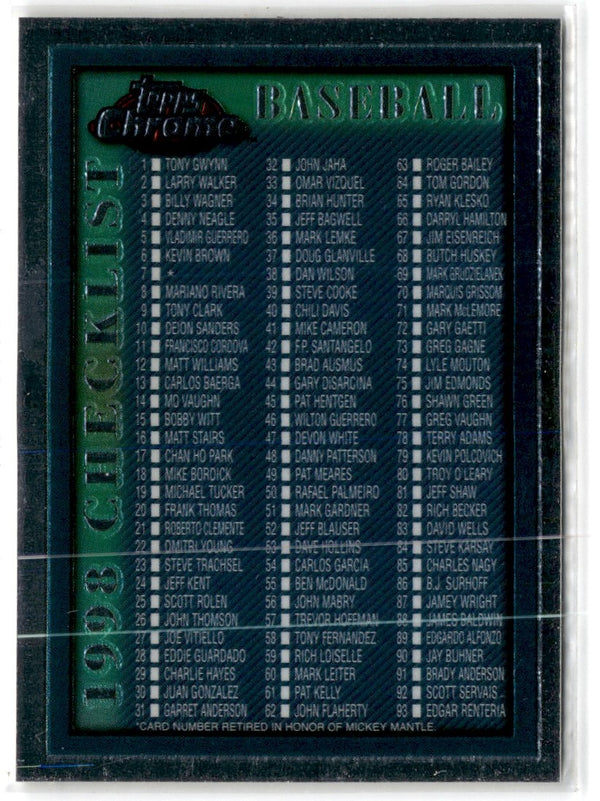 Topps
Chrome
BASEBALL
1998 CHECKLIST
1 TONY GWYNN
2 LARRY WALKER
3 BILLY WAGNER
4 DENNY NEAGLE
5 VLADIMIR GUERRERO
6 KEVIN BROWN
7 *
8 MARIANO RIVERA
9 TONY CLARK
10 DEION SANDERS
11 FRANCISCO CORDOVA
12 MATT WILLIAMS
13 CARLOS BAERGA
14 MO VAUGHN
15 BOBBY WITT
16 MATT STAIRS
17 CHAN HO PARK
18 MIKE BORDICK
19 MICHAEL TUCKER
20 FRANK THOMAS
21 ROBERTO CLEMENTE
22 DMITRI YOUNG
23 STEVE TRACHSEL
24 JEFF KENT
25 SCOTT ROLEN
26 JOHN THOMSON
27 JOE VITIELLO
28 EDDIE GUARDADO
29 CHARLIE HAYES
30 JUAN GONZALEZ
31 GARRET ANDERSON
32 JOHN JAHA
33 OMAR VIZQUEL
34 BRIAN HUNTER
35 JEFF BAGWELL
36 MARK LEMKE
37 DOUG GLANVILLE
38 DAN WILSON
39 STEVE COOKE
40 CHILI DAVIS
41 MIKE CAMERON
42 F.P. SANTANGELO
43 BRAD AUSMUS
44 GARY DISARCINA
45 PAT HENTGEN
46 WILTON GUERRERO
47 DEVON WHITE
48 DANNY PATTERSON
49 PAT MEARES
50 RAFAEL PALMEIRO
51 MARK GARDNER
52 JEFF BLAUSER
53 DAVE HOLLINS
54 CARLOS GARCIA
55 BEN McDONALD
56 JOHN MABRY
57 TREVOR HOFFMAN
58 TONY FERNANDEZ
59 RICH LOISELLE
60 MARK LEITER
61 PAT KELLY
62 JOHN FLAHERTY
63 ROGER BAILEY
64 TOM GORDON
65 RYAN KLESKO
66 DARRYL HAMILTON
67 JIM EISENREICH
68 BUTCH HUSKEY
69 MARK GRUDZIELANEK
70 MARQUIS GRISSOM
71 MARK McLEMORE
72 GARY GAETTI
73 GREG GAGNE
74 LYLE MOUTON
75 JIM EDMONDS
76 SHAWN GREEN
77 GREG VAUGHN
78 TERRY ADAMS
79 KEVIN POLCOVICH
80 TROY O'LEARY
81 JEFF SHAW
82 RICH BECKER
83 DAVID WELLS
84 STEVE KARSAY
85 CHARLES NAGY
86 B.J. SURHOFF
87 JAMEY WRIGHT
88 JAMES BALDWIN
89 EDGARDO ALFONZO
90 JAY BUHNER
91 BRADY ANDERSON
92 SCOTT SERVAIS
93 EDGAR RENTERIA
*CARD NUMBER RETIRED IN HONOR OF MICKEY MANTLE.